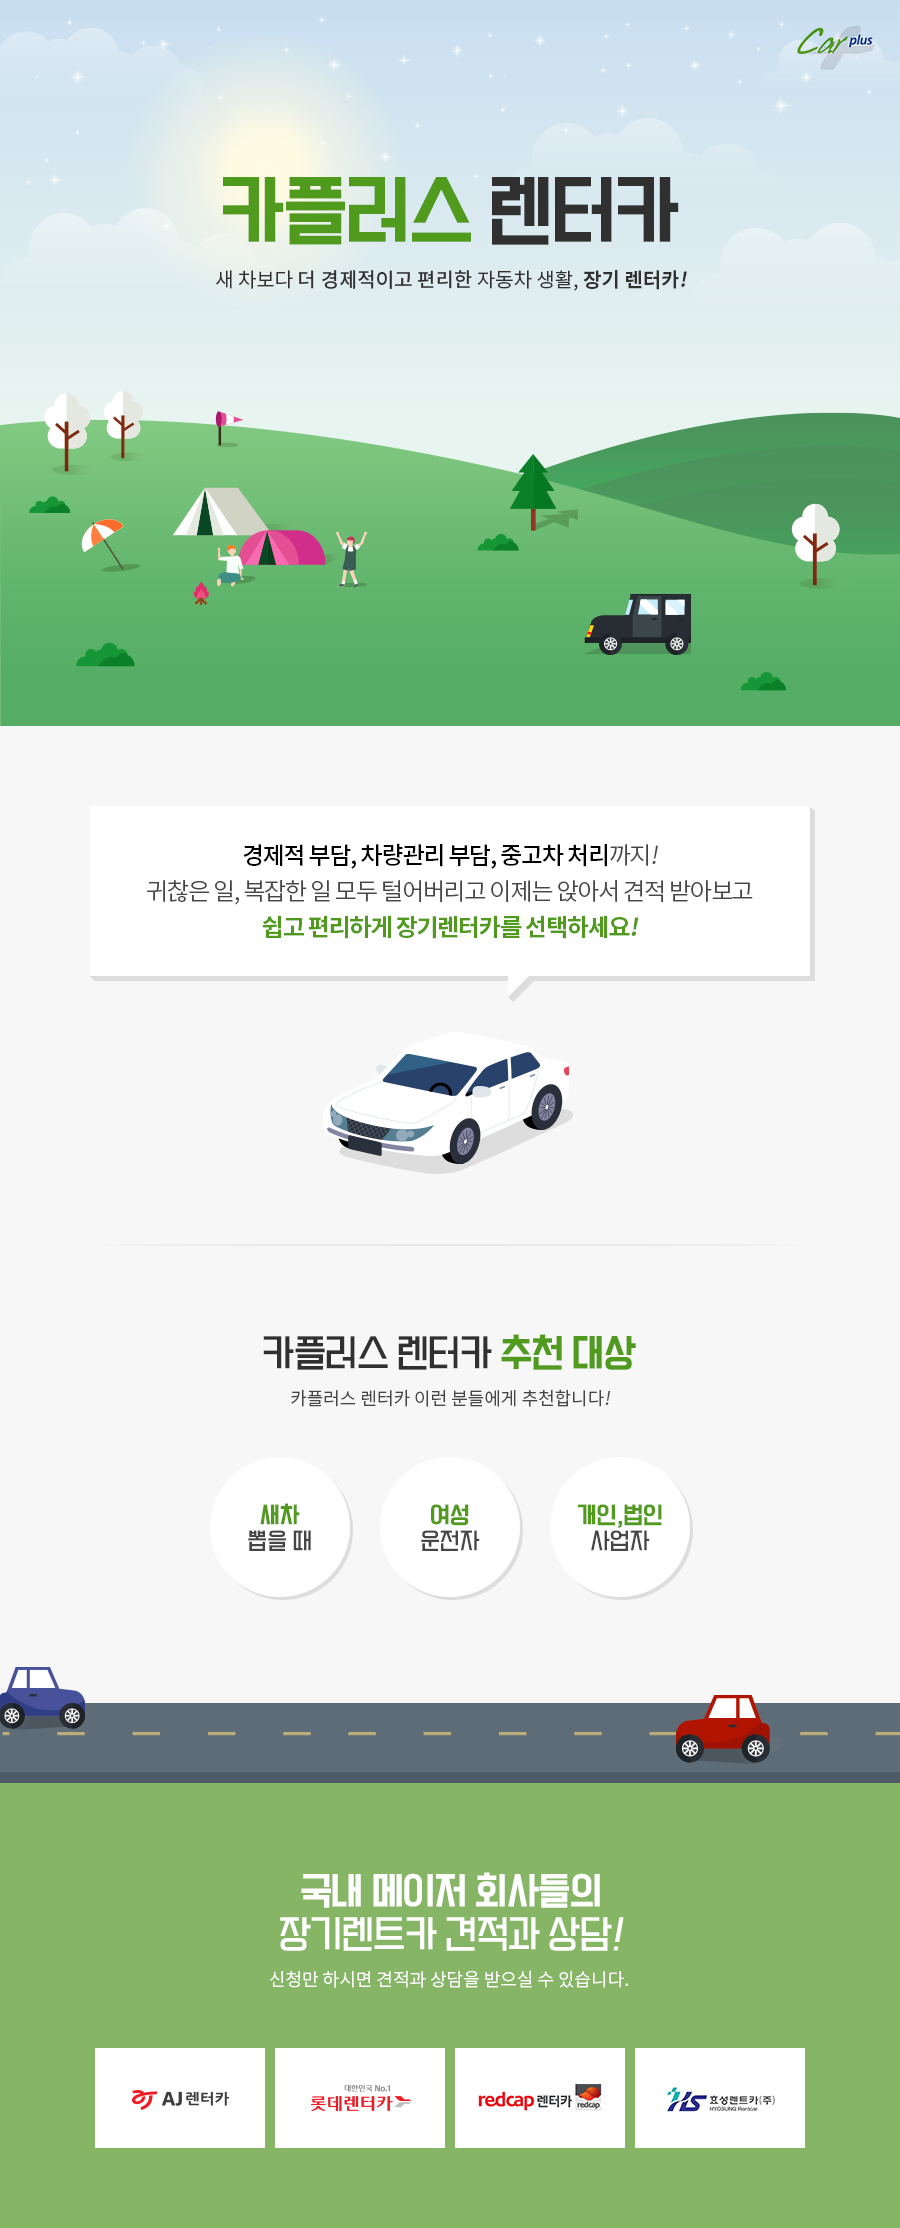 Car plus
카플러스 렌터카
새 차보다 더 경제적이고 편리한 자동차 생활, 장기 렌터카!
경제적 부담, 차량관리 부담, 중고차 처리까지!
귀찮은 일, 복잡한 일 모두 털어버리고 이제는 앉아서 견적 받아보고
쉽고 편리하게 장기렌터카를 선택하세요!
카플러스 렌터카 추천 대상
카플러스 렌터카 이런 분들에게 추천합니다!
새차
뽑을 때
여성
운전자
개인,법인
사업자
국내 메이저 회사들의
장기렌트카 견적과 상담!
신청만 하시면 견적과 상담을 받으실 수 있습니다.
AJ렌터카
대한민국 No.1
롯데렌터카
redcap 렌터카
redcap
HS 효성렌트카(주)
HYOSUNG Rentcar